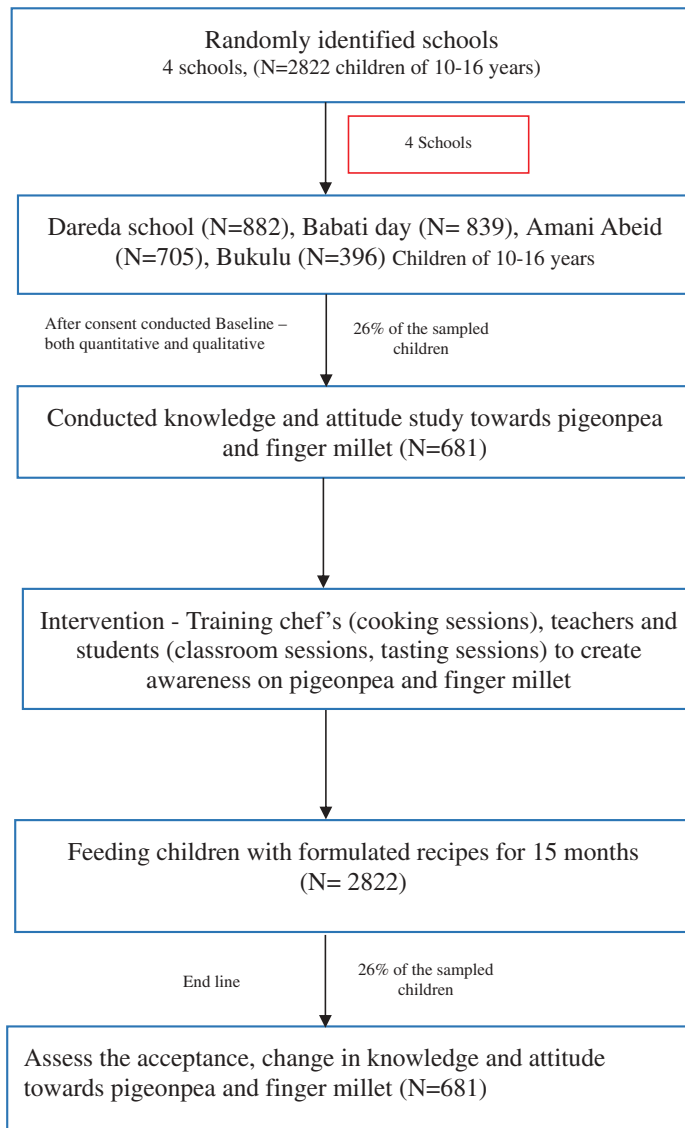 Randomly identified schools
4 schools, (N=2822 children of 10-16 years)
4 Schools
Dareda school (N=882), Babati day (N= 839), Amani Abeid
(N=705), Bukulu (N=396) Children of 10-16 years
After consent conducted Baseline –
both quantitative and qualitative
26% of the sampled
children
Conducted knowledge and attitude study towards pigeonpea
and finger millet (N=681)
Intervention - Training chef's (cooking sessions), teachers and
students (classroom sessions, tasting sessions) to create
awareness on pigeonpea and finger millet
Feeding children with formulated recipes for 15 months
(N= 2822)
End line
26% of the sampled
children
Assess the acceptance, change in knowledge and attitude
towards pigeonpea and finger millet (N=681)